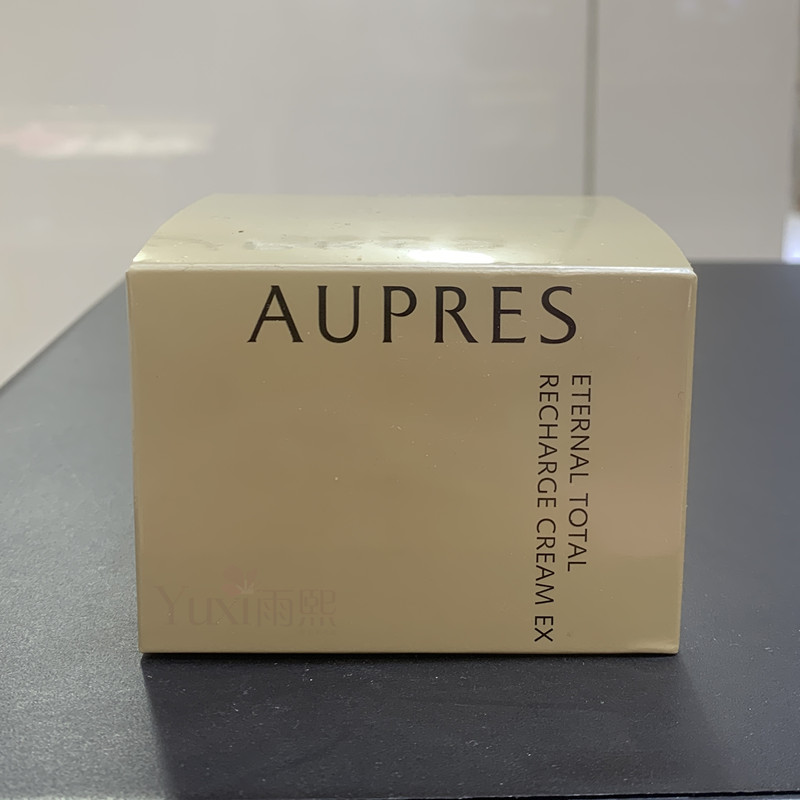 AUPRES
ETERNAL TOTAL
RECHARGE CREAM EX
Yuxi雨熙